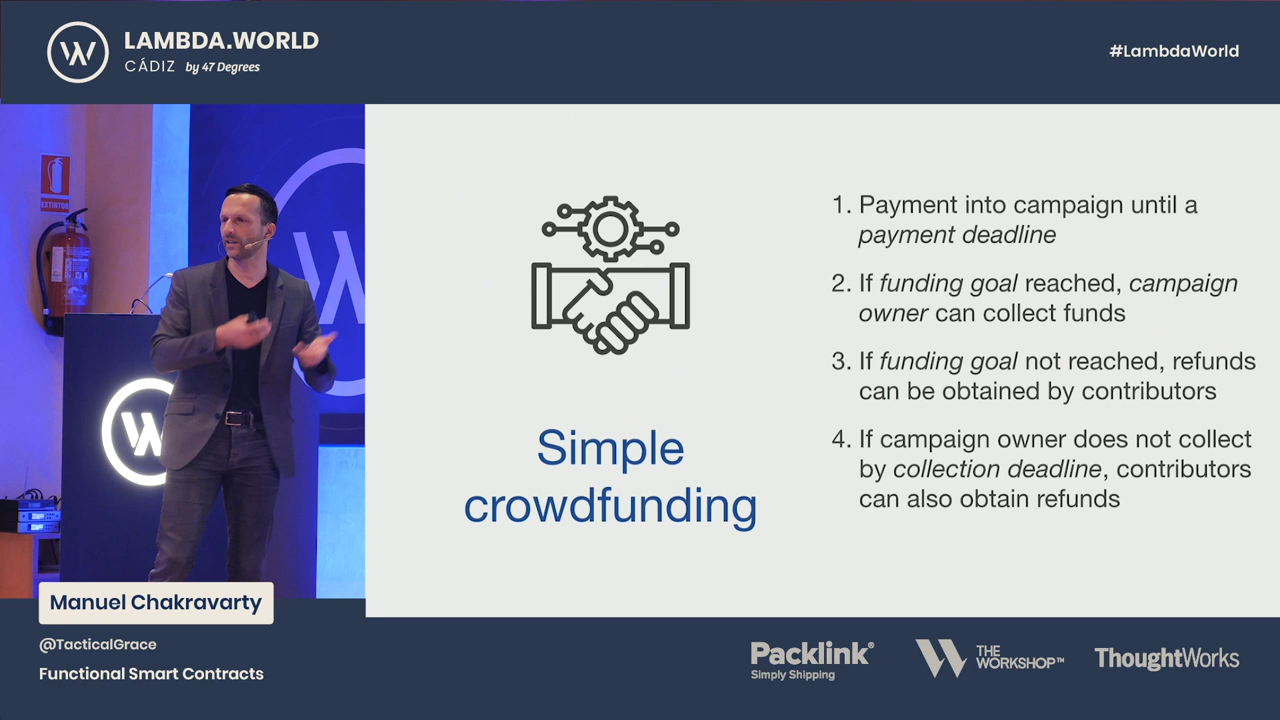 LAMBDA.WORLD
CÁDIZ by 47 Degrees
#LambdaWorld
EXTINTOR
Simple
crowdfunding
1. Payment into campaign until a
payment deadline
2. If funding goal reached, campaign
owner can collect funds
3. If funding goal not reached, refunds
can be obtained by contributors
4. If campaign owner does not collect
by collection deadline, contributors
can also obtain refunds
Manuel Chakravarty
@TacticalGrace
Functional Smart Contracts
Packlink®
Simply Shipping
THE
WORKSHOP™
ThoughtWorks